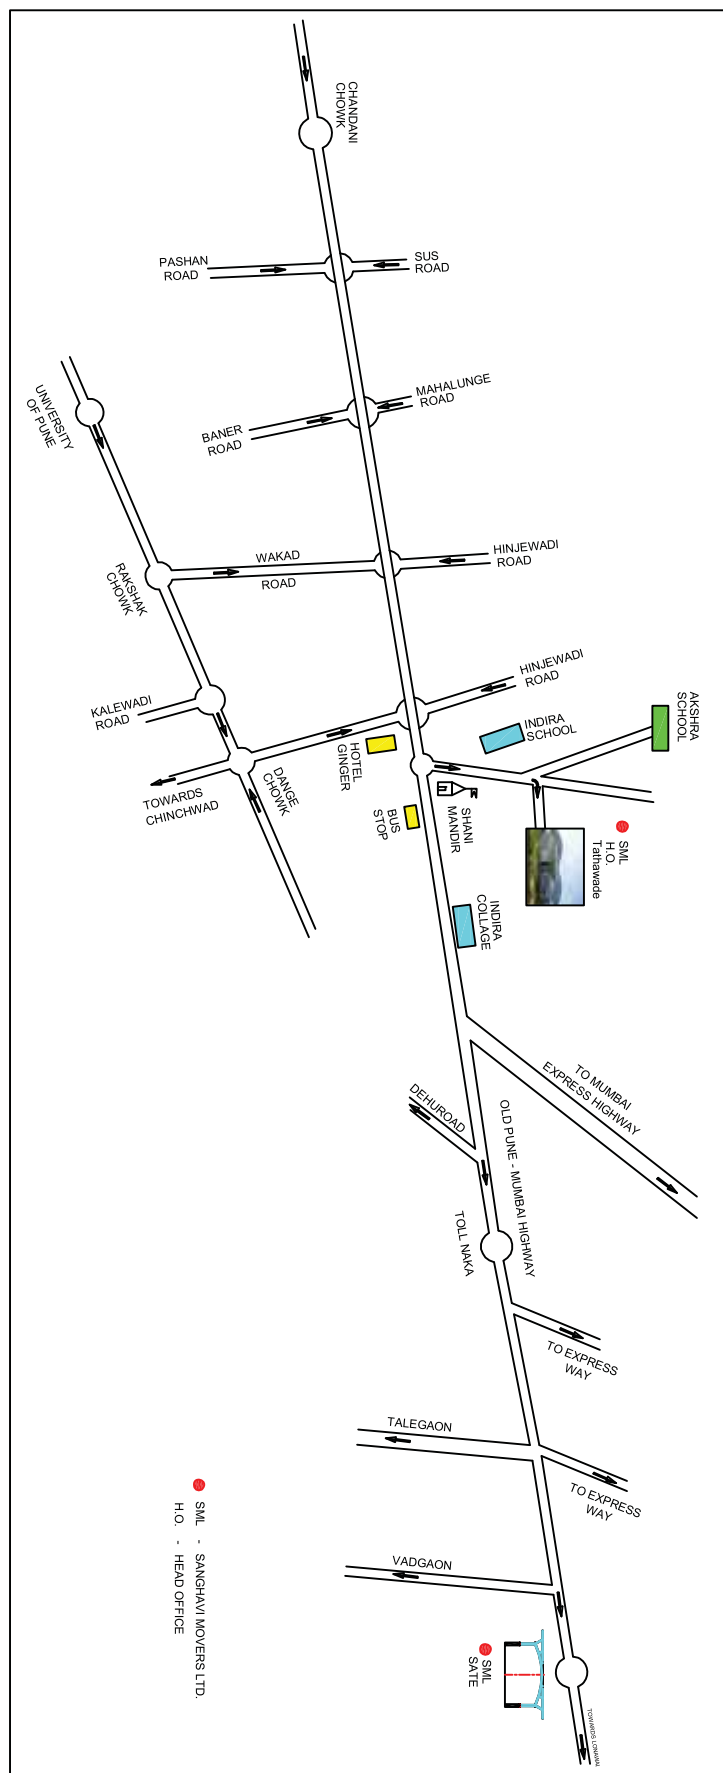 CHANDANI
CHOWK
PASHAN
ROAD
SUS
ROAD
MAHALUNGE
ROAD
BANER
ROAD
UNIVERSITY
OF PUNE
HINJEWADI
ROAD
WAKAD
ROAD
RAKSHAK
CHOWK
HINJEWADI
ROAD
KALEWADI
ROAD
AKSHRA
SCHOOL
INDIRA
SCHOOL
HOTEL
GINGER
DANGE
CHOWK
TOWARDS
CHINCHWAD
BUS
STOP
SHANI
MANDIR
SML
H.O.
Tathawade
INDIRA
COLLAGE
TO MUMBAI
EXPRESS HIGHWAY
DEHUROAD
OLD PUNE - MUMBAI HIGHWAY
TOLL NAKA
TO EXPRESS
WAY
TALEGAON
TO EXPRESS
WAY
VADGAON
SML
SATE
TOWARDS LONAWALA
SML - SANGHAVI MOVERS LTD.
H.O. - HEAD OFFICE